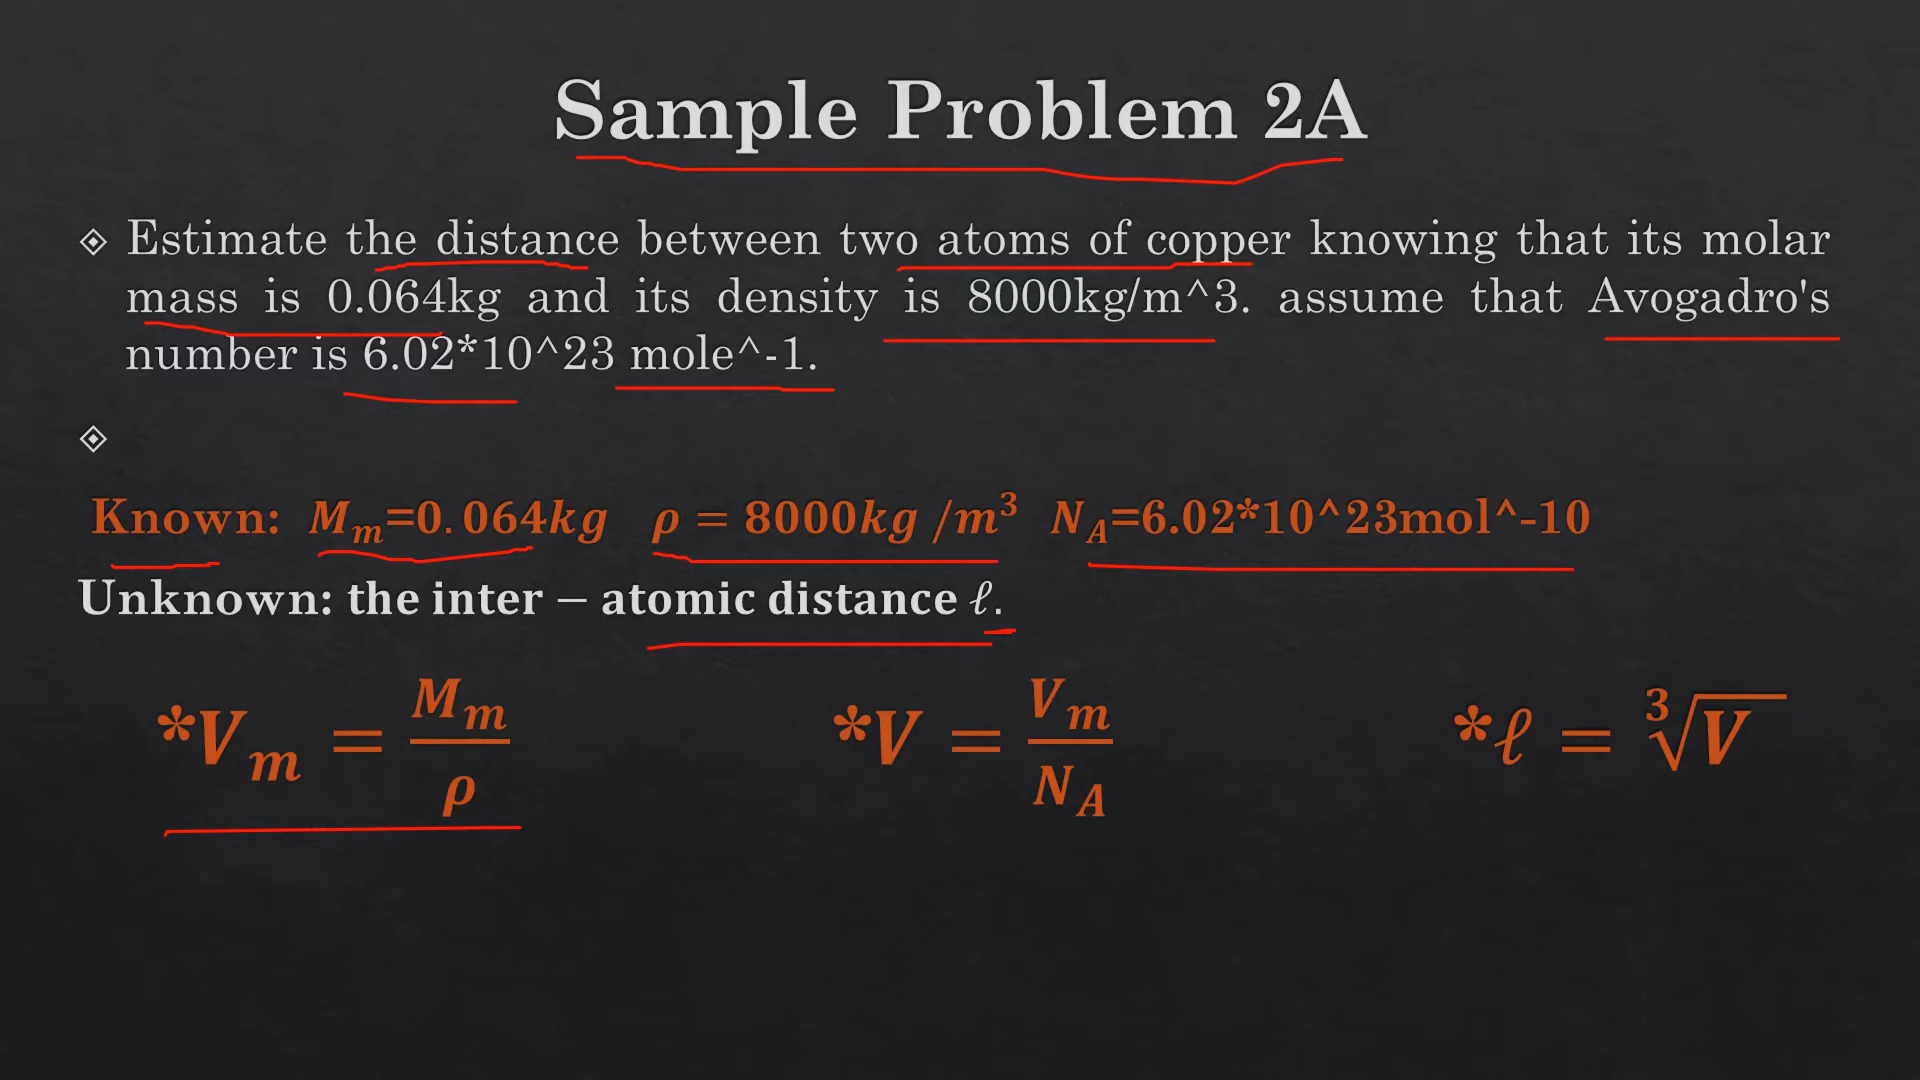 Sample Problem 2A
Estimate the distance between two atoms of copper knowing that its molar
mass is 0.064kg and its density is 8000kg/m^3. assume that Avogadro's
number is 6.02*10^23 mole^-1.
Known: Mₘ=0.064kg ρ = 8000kg /m³ N_A=6.02*10^23mol^-10
Unknown: the inter − atomic distance ℓ.
*Vₘ = Mₘ/ρ *V = Vₘ/N_A *ℓ = ∛V